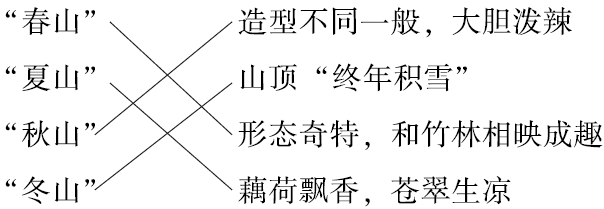 “春山” 造型不同一般，大胆泼辣
“夏山” 山顶“终年积雪”
“秋山” 形态奇特，和竹林相映成趣
“冬山” 藕荷飘香，苍翠生凉